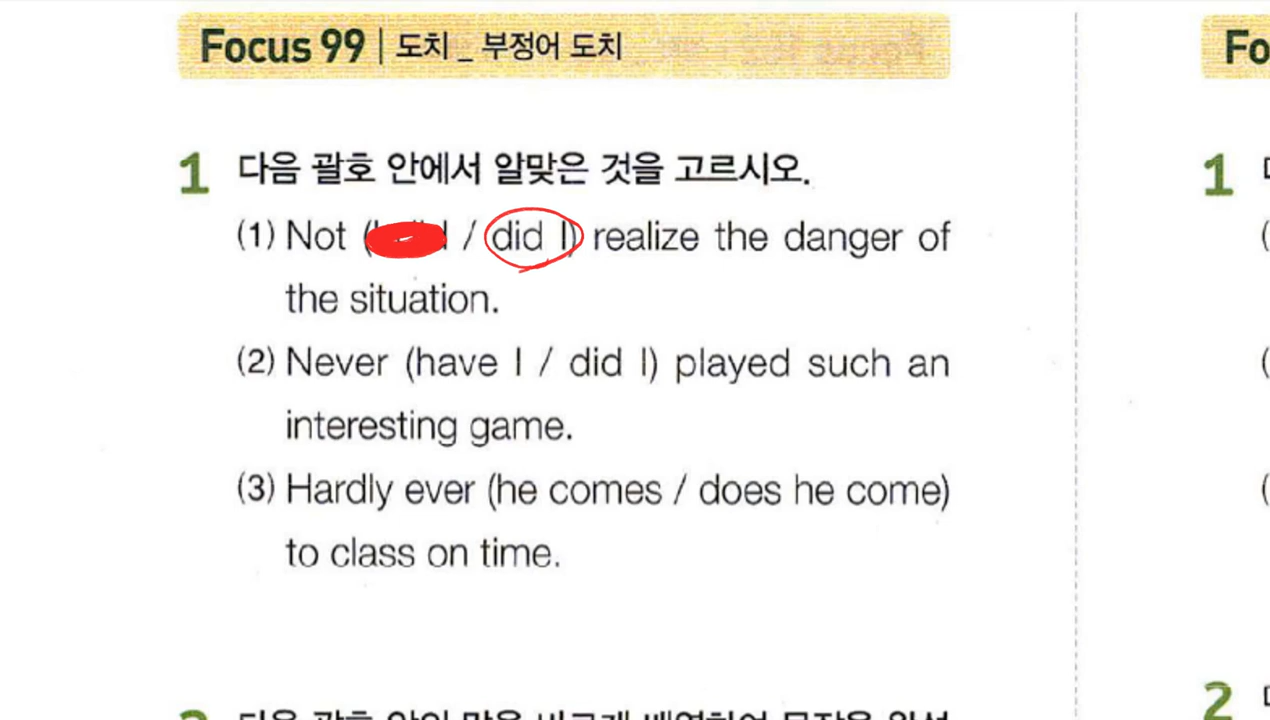 Focus 99 | 도치 _ 부정어 도치
1 다음 괄호 안에서 알맞은 것을 고르시오.
(1) Not ( / did I) realize the danger of
the situation.
(2) Never (have I / did I) played such an
interesting game.
(3) Hardly ever (he comes / does he come)
to class on time.
1
2